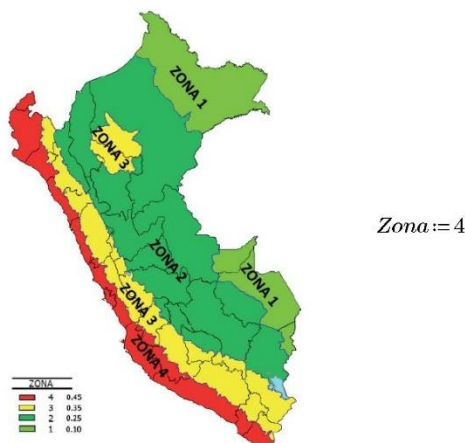 ZONA 1
ZONA 3
Zona:=4
ZONA 2
ZONA 1
ZONA 3
ZONA 4
ZONA
4 0.45
3 0.35
2 0.25
1 0.10